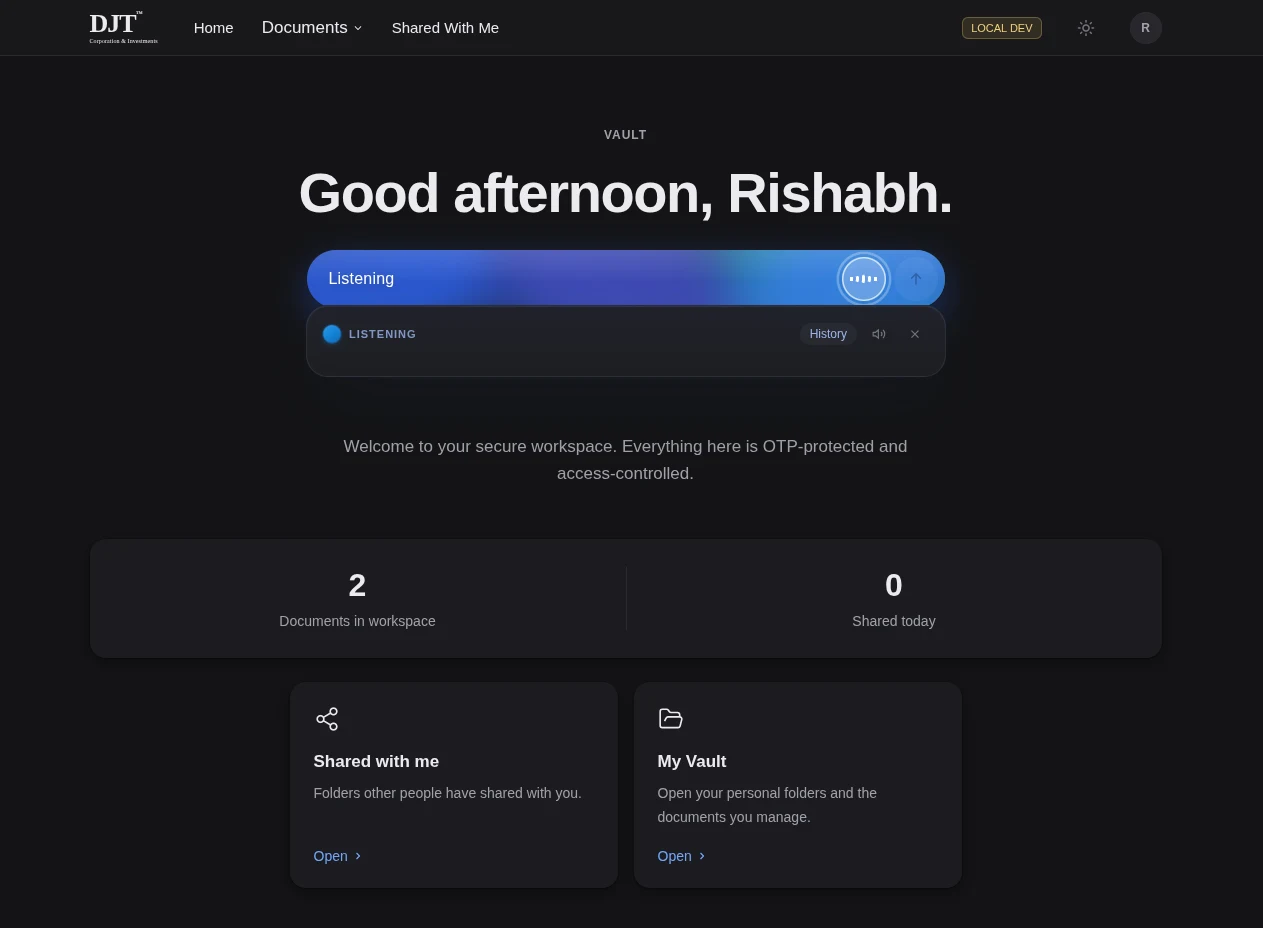 DJT™
Corporation & Investments
Home
Documents
Shared With Me
LOCAL DEV
R
VAULT
Good afternoon, Rishabh.
Listening
LISTENING
History
Welcome to your secure workspace. Everything here is OTP-protected and
access-controlled.
2
Documents in workspace
0
Shared today
Shared with me
Folders other people have shared with you.
Open
My Vault
Open your personal folders and the
documents you manage.
Open